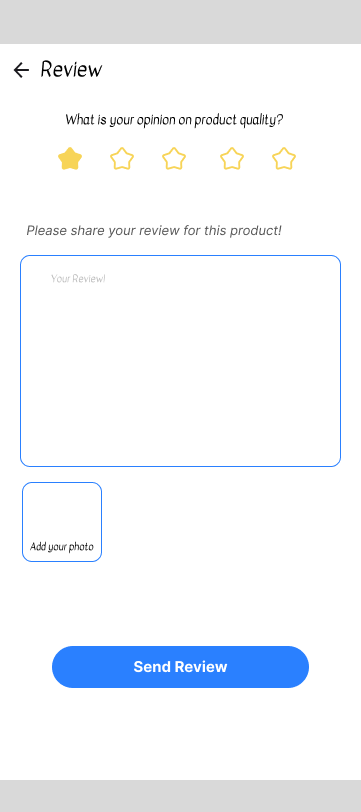 Review
What is your opinion on product quality?
Please share your review for this product!
Your Review!
Add your photo
Send Review